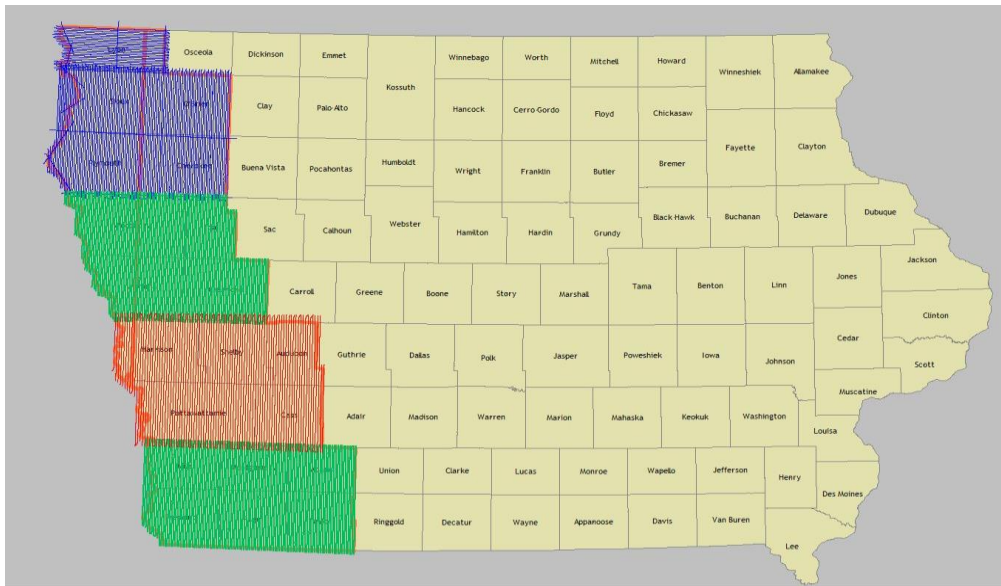 Lyon
Osceola
Dickinson
Emmet
Winnebago
Worth
Mitchell
Howard
Winneshiek
Allamakee
Kossuth
Sioux
O'Brien
Clay
Palo Alto
Hancock
Cerro Gordo
Floyd
Chickasaw
Fayette
Clayton
Plymouth
Cherokee
Buena Vista
Pocahontas
Humboldt
Wright
Franklin
Butler
Bremer
Sac
Calhoun
Webster
Hamilton
Hardin
Grundy
Black Hawk
Buchanan
Delaware
Dubuque
Jackson
Carroll
Greene
Boone
Story
Marshall
Tama
Benton
Linn
Jones
Clinton
Harrison
Shelby
Audubon
Guthrie
Dallas
Polk
Jasper
Poweshiek
Iowa
Johnson
Cedar
Scott
Muscatine
Pottawattamie
Cass
Adair
Madison
Warren
Marion
Mahaska
Keokuk
Washington
Louisa
Union
Clarke
Lucas
Monroe
Wapello
Jefferson
Henry
Des Moines
Ringgold
Decatur
Wayne
Appanoose
Davis
Van Buren
Lee